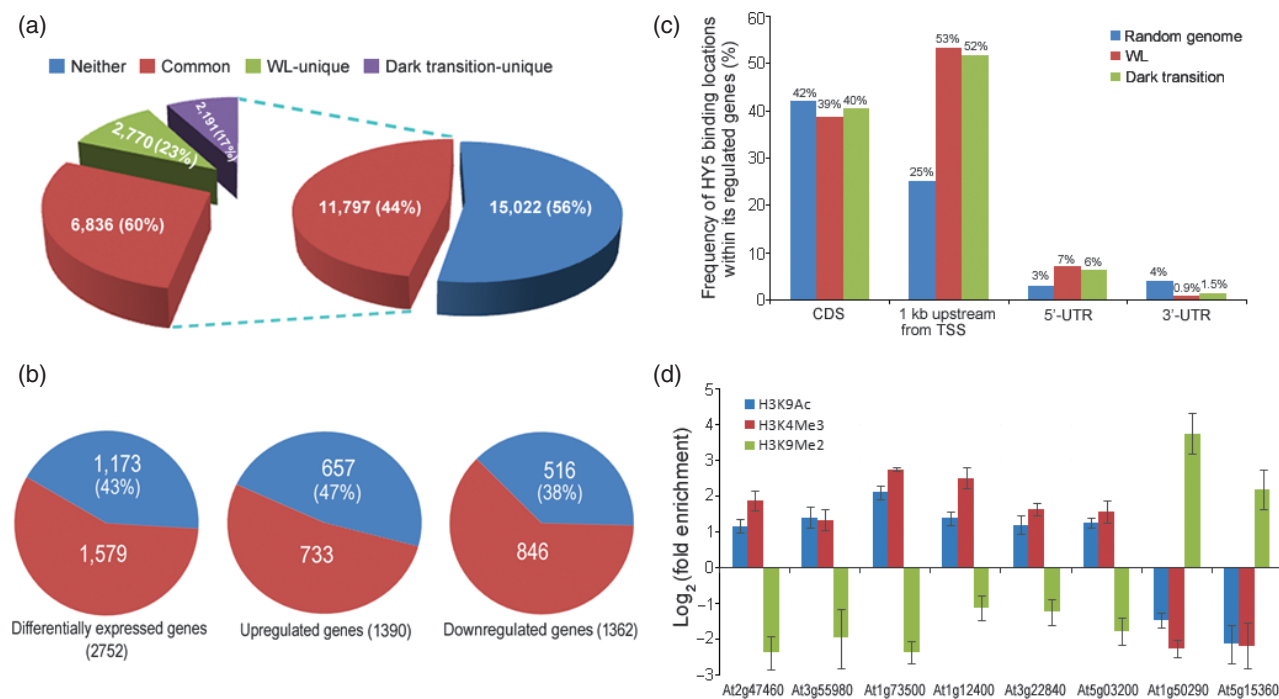 (a)
Neither
Common
WL-unique
Dark transition-unique
2,191 (17%)
2,770 (23%)
6,836 (60%)
11,797 (44%)
15,022 (56%)
(b)
1,173
(43%)
1,579
Differentially expressed genes
(2752)
657
(47%)
733
Upregulated genes (1390)
516
(38%)
846
Downregulated genes (1362)
(c)
Frequency of HY5 binding locations
within its regulated genes (%)
60
50
40
30
20
10
0
Random genome
WL
Dark transition
42%
39%
40%
25%
53%
52%
3%
7%
6%
4%
0.9%
1.5%
CDS
1 kb upstream
from TSS
5'-UTR
3'-UTR
(d)
Log2 (fold enrichment)
5
4
3
2
1
0
−1
−2
−3
H3K9Ac
H3K4Me3
H3K9Me2
At2g47460
At3g55980
At1g73500
At1g12400
At3g22840
At5g03200
At1g50290
At5g15360